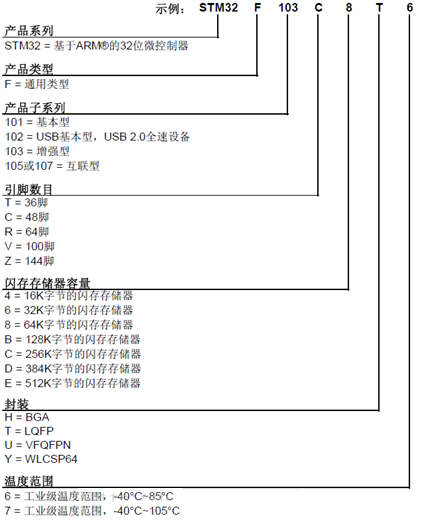 示例: STM32 F 103 C 8 T 6
产品系列
STM32 = 基于ARM®的32位微控制器
产品类型
F = 通用类型
产品子系列
101 = 基本型
102 = USB基本型，USB 2.0全速设备
103 = 增强型
105或107 = 互联型
引脚数目
T = 36脚
C = 48脚
R = 64脚
V = 100脚
Z = 144脚
闪存存储器容量
4 = 16K字节的闪存存储器
6 = 32K字节的闪存存储器
8 = 64K字节的闪存存储器
B = 128K字节的闪存存储器
C = 256K字节的闪存存储器
D = 384K字节的闪存存储器
E = 512K字节的闪存存储器
封装
H = BGA
T = LQFP
U = VFQFPN
Y = WLCSP64
温度范围
6 = 工业级温度范围，-40°C~85°C
7 = 工业级温度范围，-40°C~105°C